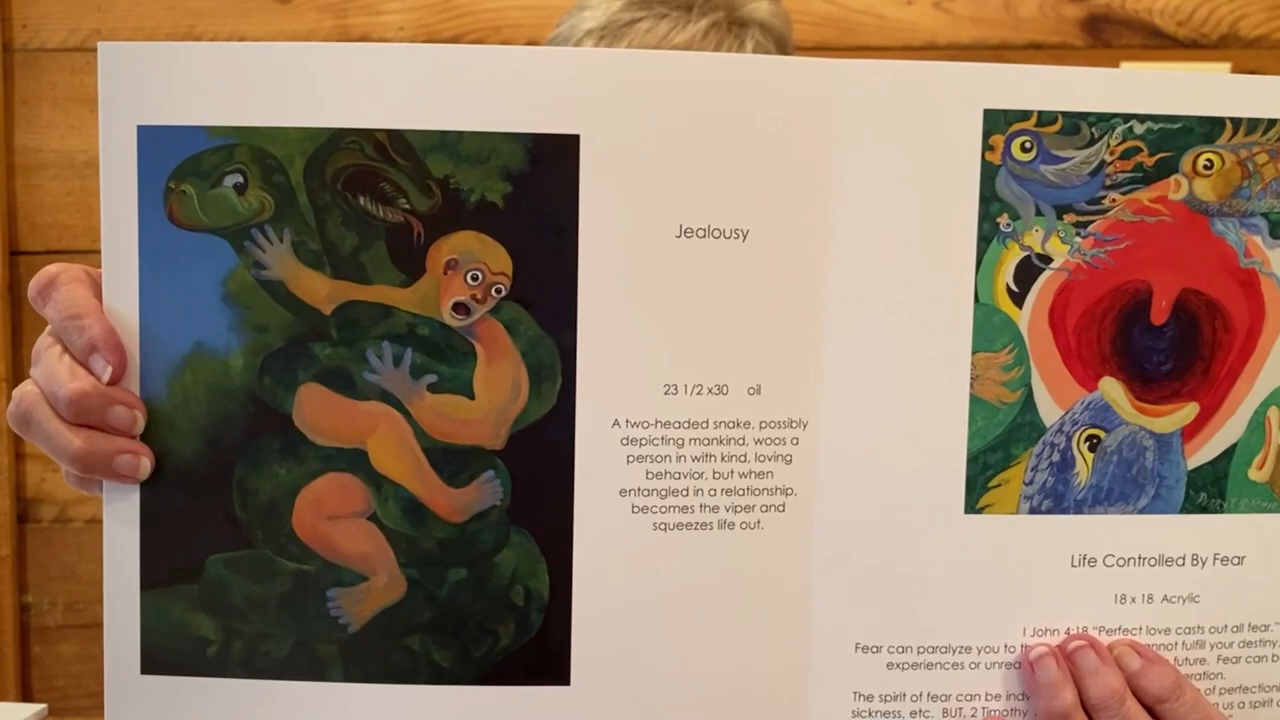 Jealousy
23 1/2 x30 oil
A two-headed snake, possibly
depicting mankind, woos a
person in with kind, loving
behavior, but when
entangled in a relationship,
becomes the viper and
squeezes life out.
Life Controlled By Fear
18 x 18 Acrylic
I John 4:18 "Perfect love casts out all fear."
Fear can paralyze you to fulfill your destiny.
experiences or future. Fear can
The spirit of fear can be of
sickness, etc. BUT, 2 Timothy us a spirit